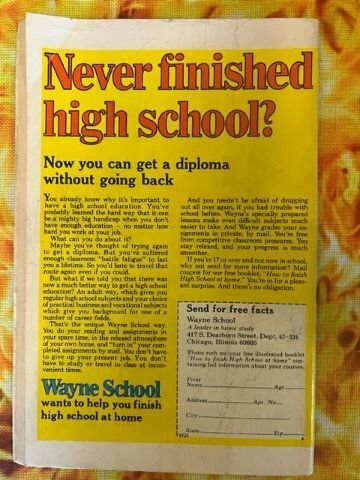 Never finished
high school?
Now you can get a diploma
without going back
You already know why it's important to
have a high school education. You've
probably learned the hard way that it can
be a mighty big handicap when you don't
have enough education — no matter how
hard you work at your job.
What can you do about it?
Maybe you've thought of trying again
to get a diploma. But you've suffered
enough classroom "battle fatigue" to last
you a lifetime. So you'd hate to travel that
route again even if you could.
But what if we told you that there was
now a much better way to get a high school
education? An adult way, which gives you
regular high school subjects and your choice
of practical business and vocational subjects
which give you background for one of a
number of career fields.
That's the unique Wayne School way.
You do your reading and assignments in
your spare time, in the relaxed atmosphere
of your own home, and "turn in" your com-
pleted assignments by mail. You don't have
to give up your present job. You don't
have to study or travel to class at incon-
venient times.
Wayne School
wants to help you finish
high school at home
And you needn't be afraid of dropping
out all over again, if you had trouble with
school before. Wayne's specially prepared
lessons make even difficult subjects much
easier to take. And Wayne grades your as-
signments in private, by mail. You're free
from competitive classroom pressures. You
stay relaxed, and your progress is much
smoother.
If you're 17 or over and not now in school,
why not send for more information? Mail
coupon for our free booklet, "How to finish
High School at home." You're in for a pleas-
ant surprise. And there's no obligation.
Send for free facts
Wayne School
A leader in home study
417 S. Dearborn Street, Dept. 62-035
Chicago, Illinois 60605
Please rush me your free illustrated booklet
"How to finish High School at home" con-
taining full information about your courses.
Print
Name Age
Address Apt. No.
City
State Zip